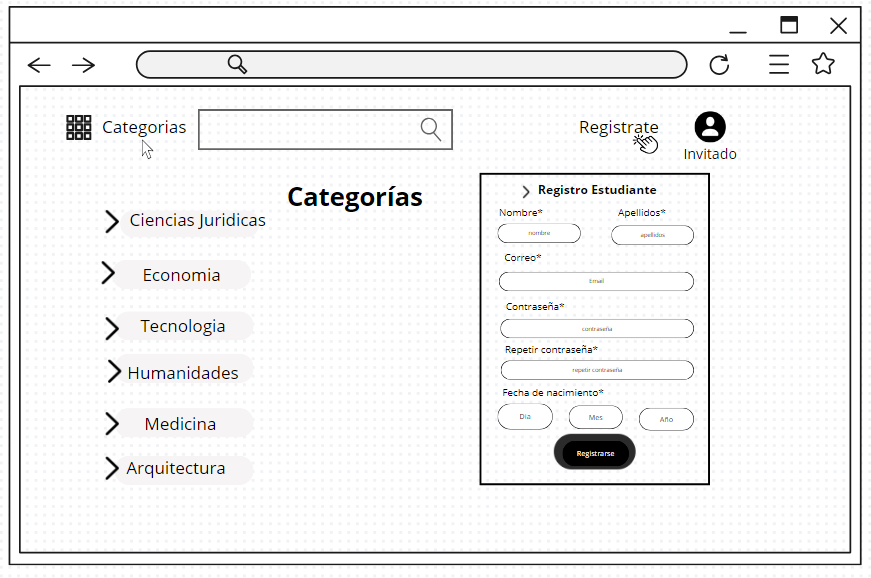 Categorias
Registrate
Invitado
Categorías
Ciencias Juridicas
Economia
Tecnologia
Humanidades
Medicina
Arquitectura
Registro Estudiante
Nombre* Apellidos*
nombre apellidos
Correo*
Email
Contraseña*
contraseña
Repetir contraseña*
repetir contraseña
Fecha de nacimiento*
Dia Mes Año
Registrarse